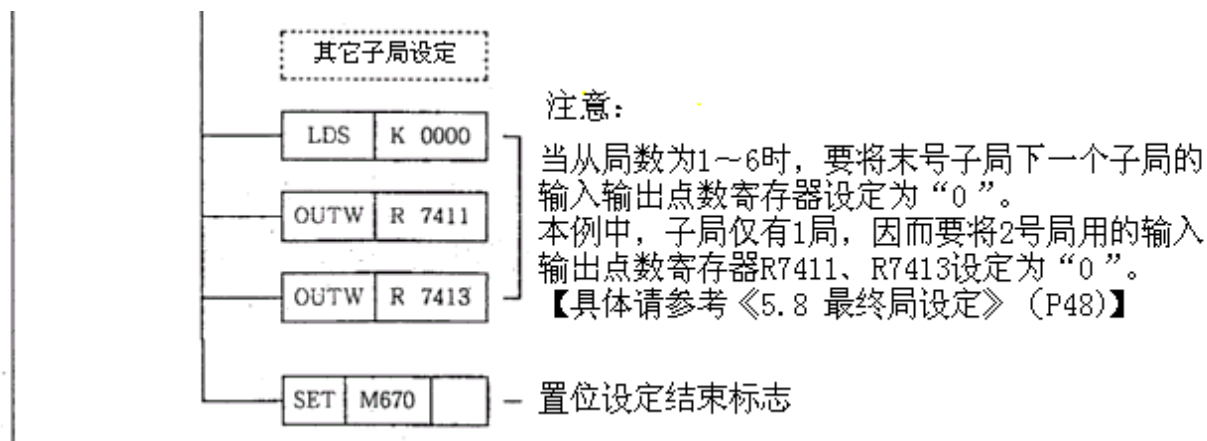 其它子局设定
注意：
LDS K 0000
当从局数为1～6时，要将末号子局下一个子局的
输入输出点数寄存器设定为“0”。
OUTW R 7411
本例中，子局仅有1局，因而要将2号局用的输入
输出点数寄存器R7411、R7413设定为“0”。
OUTW R 7413
【具体请参考《5.8 最终局设定》（P48）】
SET M670
— 置位设定结束标志